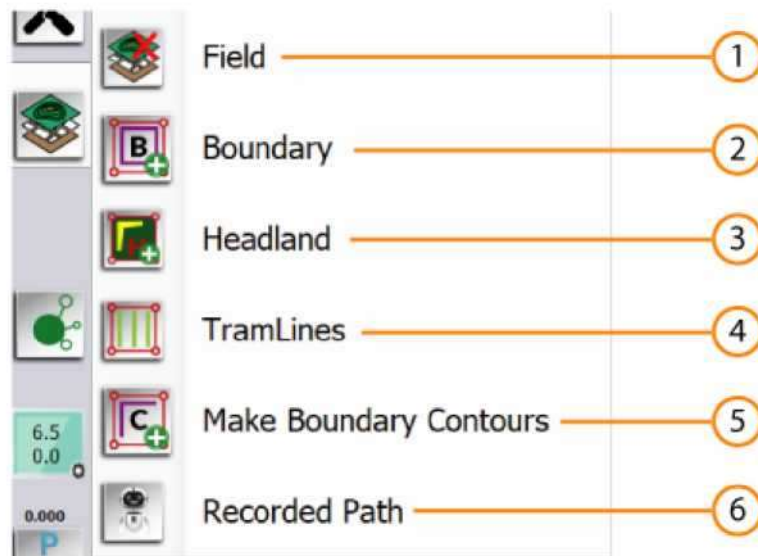 Field 1
B
Boundary 2
H
Headland 3
TramLines 4
C
Make Boundary Contours 5
6.5
0.0
Recorded Path 6
0.000
P